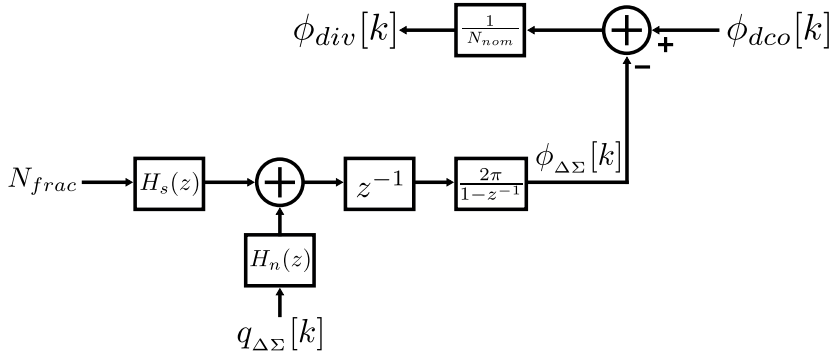 ϕ_{div}[k]
1/N_{nom}
+
+
−
ϕ_{dco}[k]
ϕ_{ΔΣ}[k]
N_{frac}
H_s(z)
+
z^{-1}
2π/(1−z^{-1})
H_n(z)
q_{ΔΣ}[k]